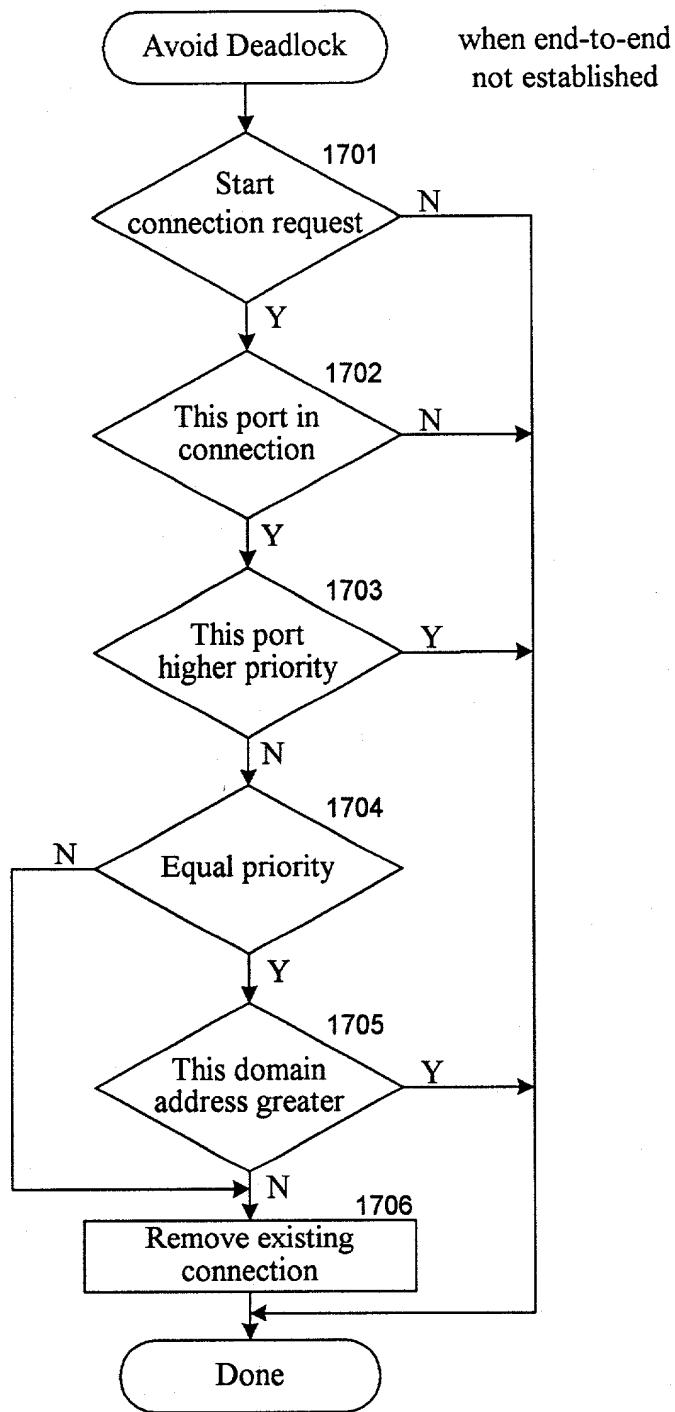 Avoid Deadlock
when end-to-end
not established
1701
Start
connection request
N
Y
1702
This port in
connection
N
Y
1703
This port
higher priority
Y
N
1704
N
Equal priority
Y
1705
This domain
address greater
Y
N
1706
Remove existing
connection
Done